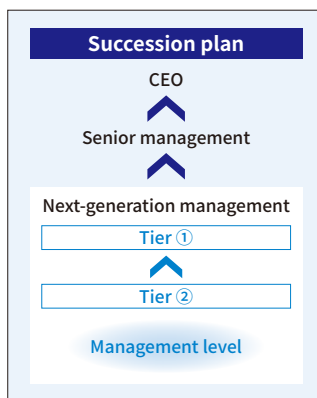 Succession plan
CEO
Senior management
Next-generation management
Tier ①
Tier ②
Management level